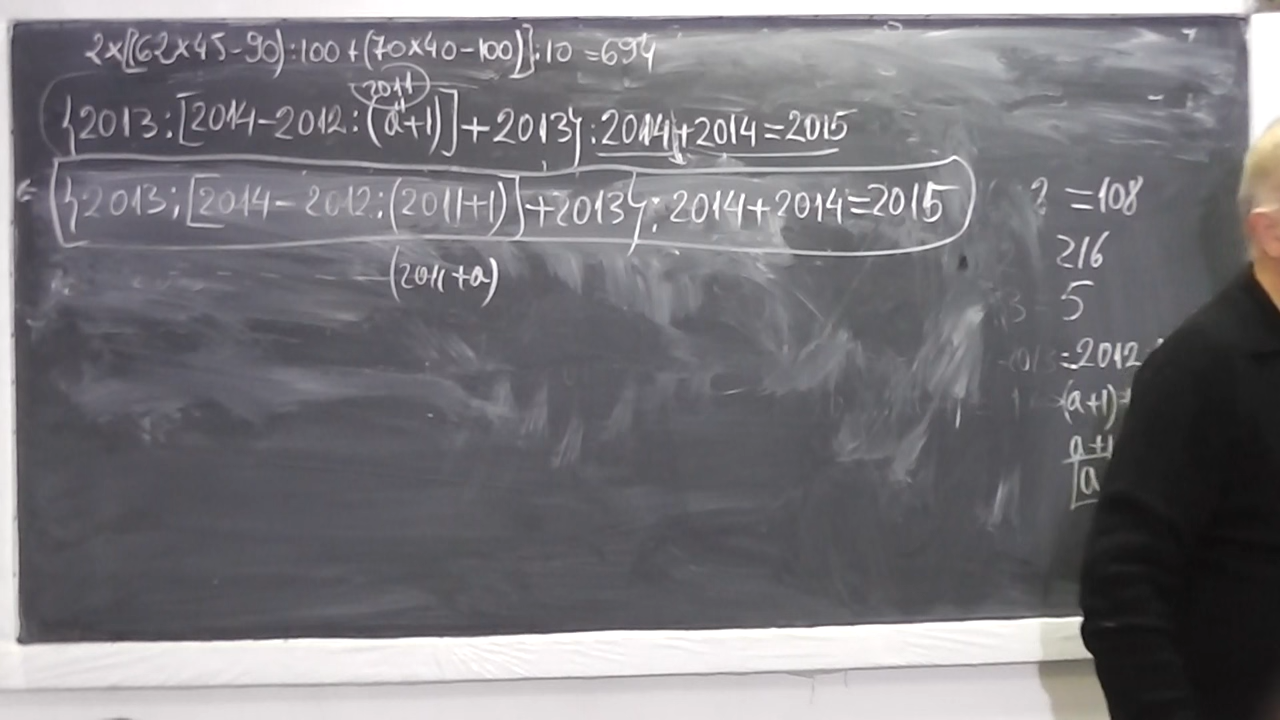 2×[(62×45-90):100+(70×40-100)]:10=694
2011
{2013:[2014-2012:(a+1)]+2013}:2014+2014=2015
{2013:[2014-2012:(2011+1)]+2013}:2014+2014=2015
(2011+a)
=108
216
5
=2012
(a+1)
a+1
a